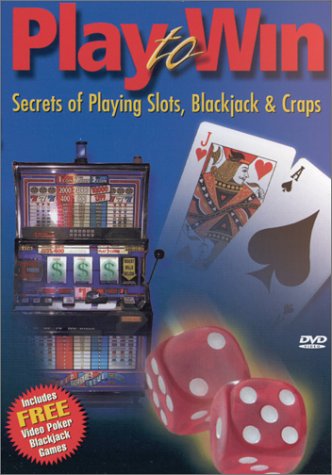 Play to Win
Secrets of Playing Slots, Blackjack & Craps
J
A
$ $ $
DVD
VIDEO
Includes
FREE
Video Poker
Blackjack
Games